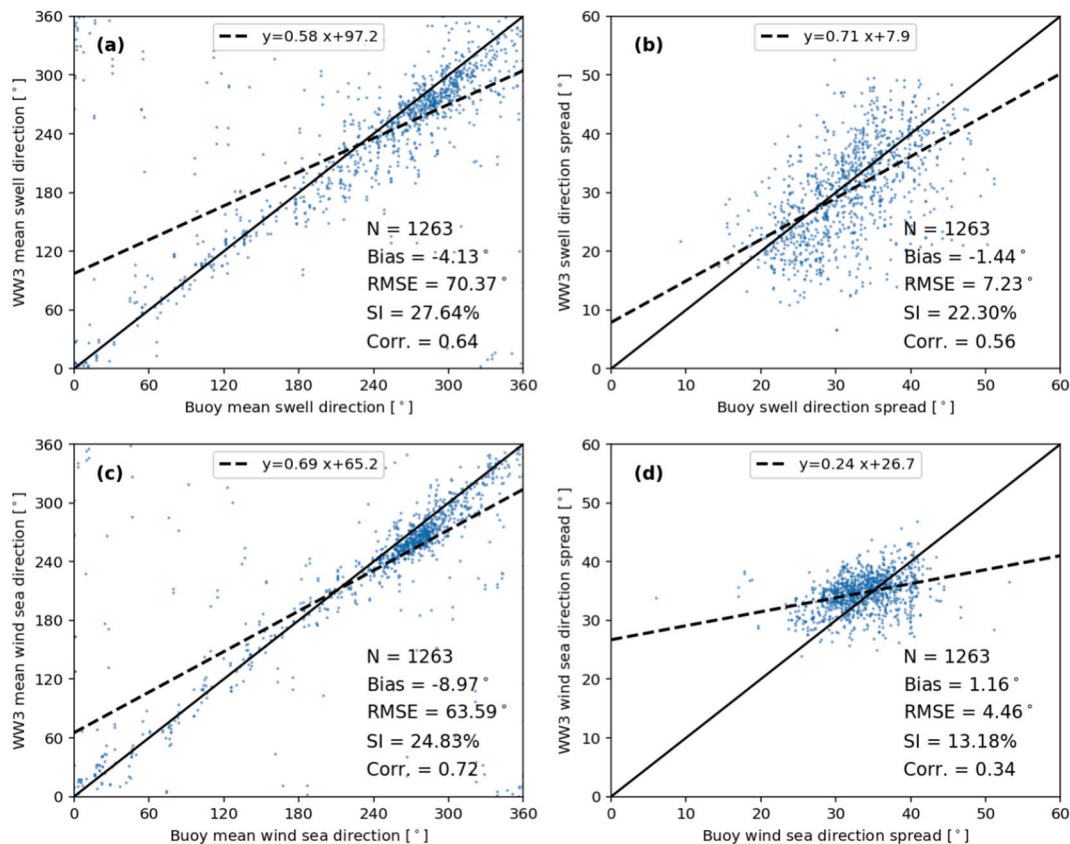 (a)
y=0.58 x+97.2
N = 1263
Bias = -4.13°
RMSE = 70.37°
SI = 27.64%
Corr. = 0.64
WW3 mean swell direction [°]
360
300
240
180
120
60
0
0 60 120 180 240 300 360
Buoy mean swell direction [°]
(b)
y=0.71 x+7.9
N = 1263
Bias = -1.44°
RMSE = 7.23°
SI = 22.30%
Corr. = 0.56
WW3 swell direction spread [°]
60
50
40
30
20
10
0
0 10 20 30 40 50 60
Buoy swell direction spread [°]
(c)
y=0.69 x+65.2
N = 1263
Bias = -8.97°
RMSE = 63.59°
SI = 24.83%
Corr. = 0.72
WW3 mean wind sea direction [°]
360
300
240
180
120
60
0
0 60 120 180 240 300 360
Buoy mean wind sea direction [°]
(d)
y=0.24 x+26.7
N = 1263
Bias = 1.16°
RMSE = 4.46°
SI = 13.18%
Corr. = 0.34
WW3 wind sea direction spread [°]
60
50
40
30
20
10
0
0 10 20 30 40 50 60
Buoy wind sea direction spread [°]